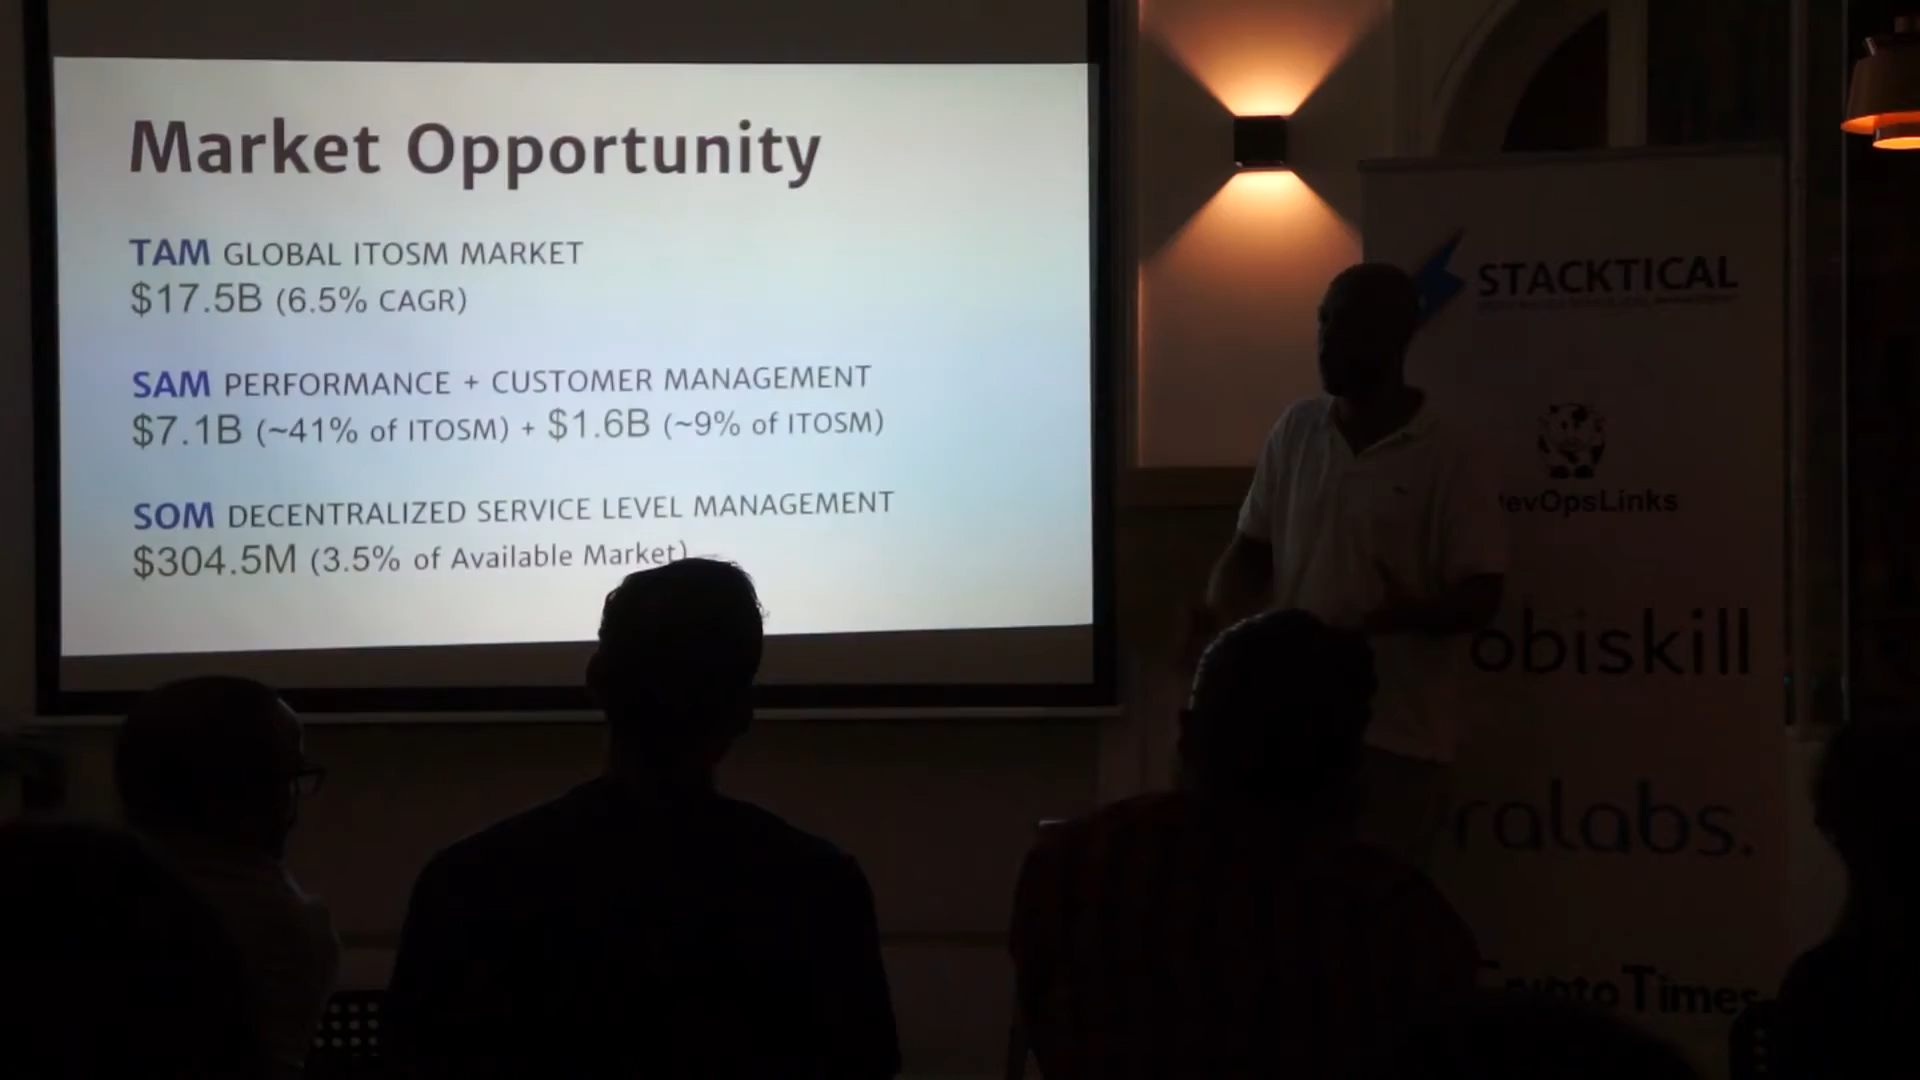 Market Opportunity
TAM GLOBAL ITOSM MARKET
$17.5B (6.5% CAGR)
SAM PERFORMANCE + CUSTOMER MANAGEMENT
$7.1B (~41% of ITOSM) + $1.6B (~9% of ITOSM)
SOM DECENTRALIZED SERVICE LEVEL MANAGEMENT
$304.5M (3.5% of Available Market)
STACKTICAL
evOpsLinks
obiskill
ralabs.
CryptoTimes